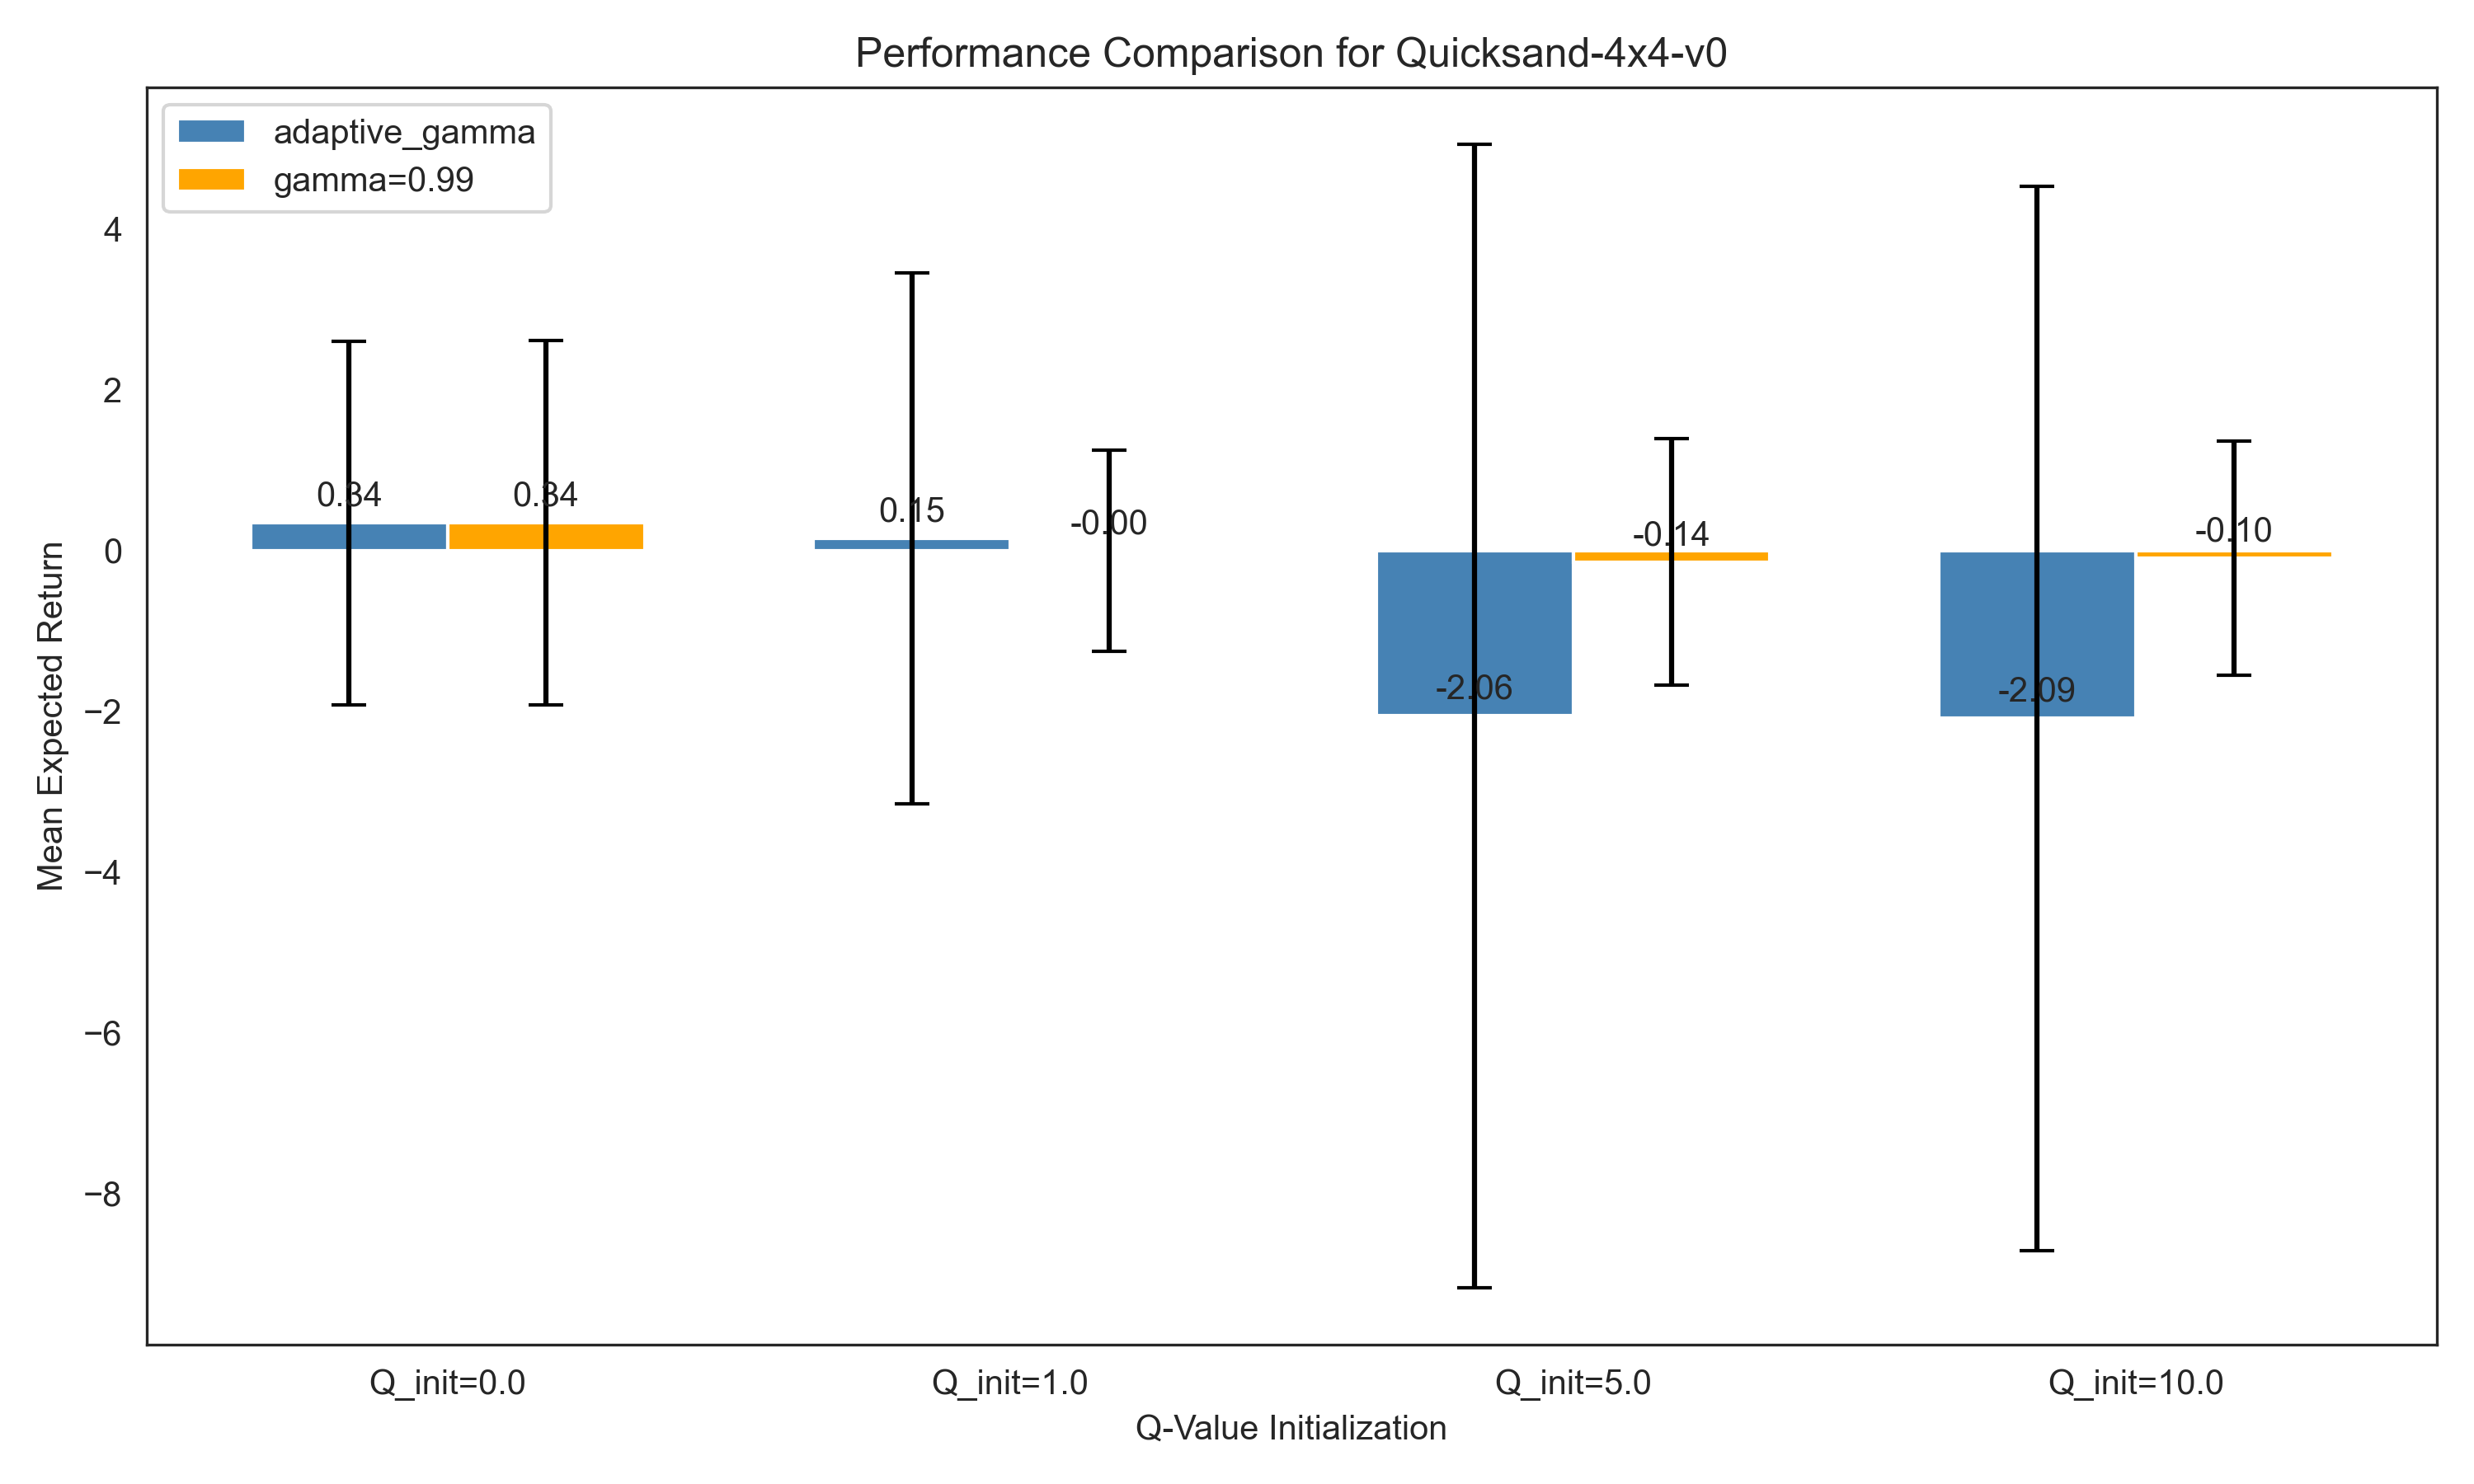 Performance Comparison for Quicksand-4x4-v0
adaptive_gamma
gamma=0.99
Mean Expected Return
4
2
0
−2
−4
−6
−8
0.34
0.34
0.15
-0.00
-2.06
-0.14
-2.09
-0.10
Q_init=0.0
Q_init=1.0
Q_init=5.0
Q_init=10.0
Q-Value Initialization